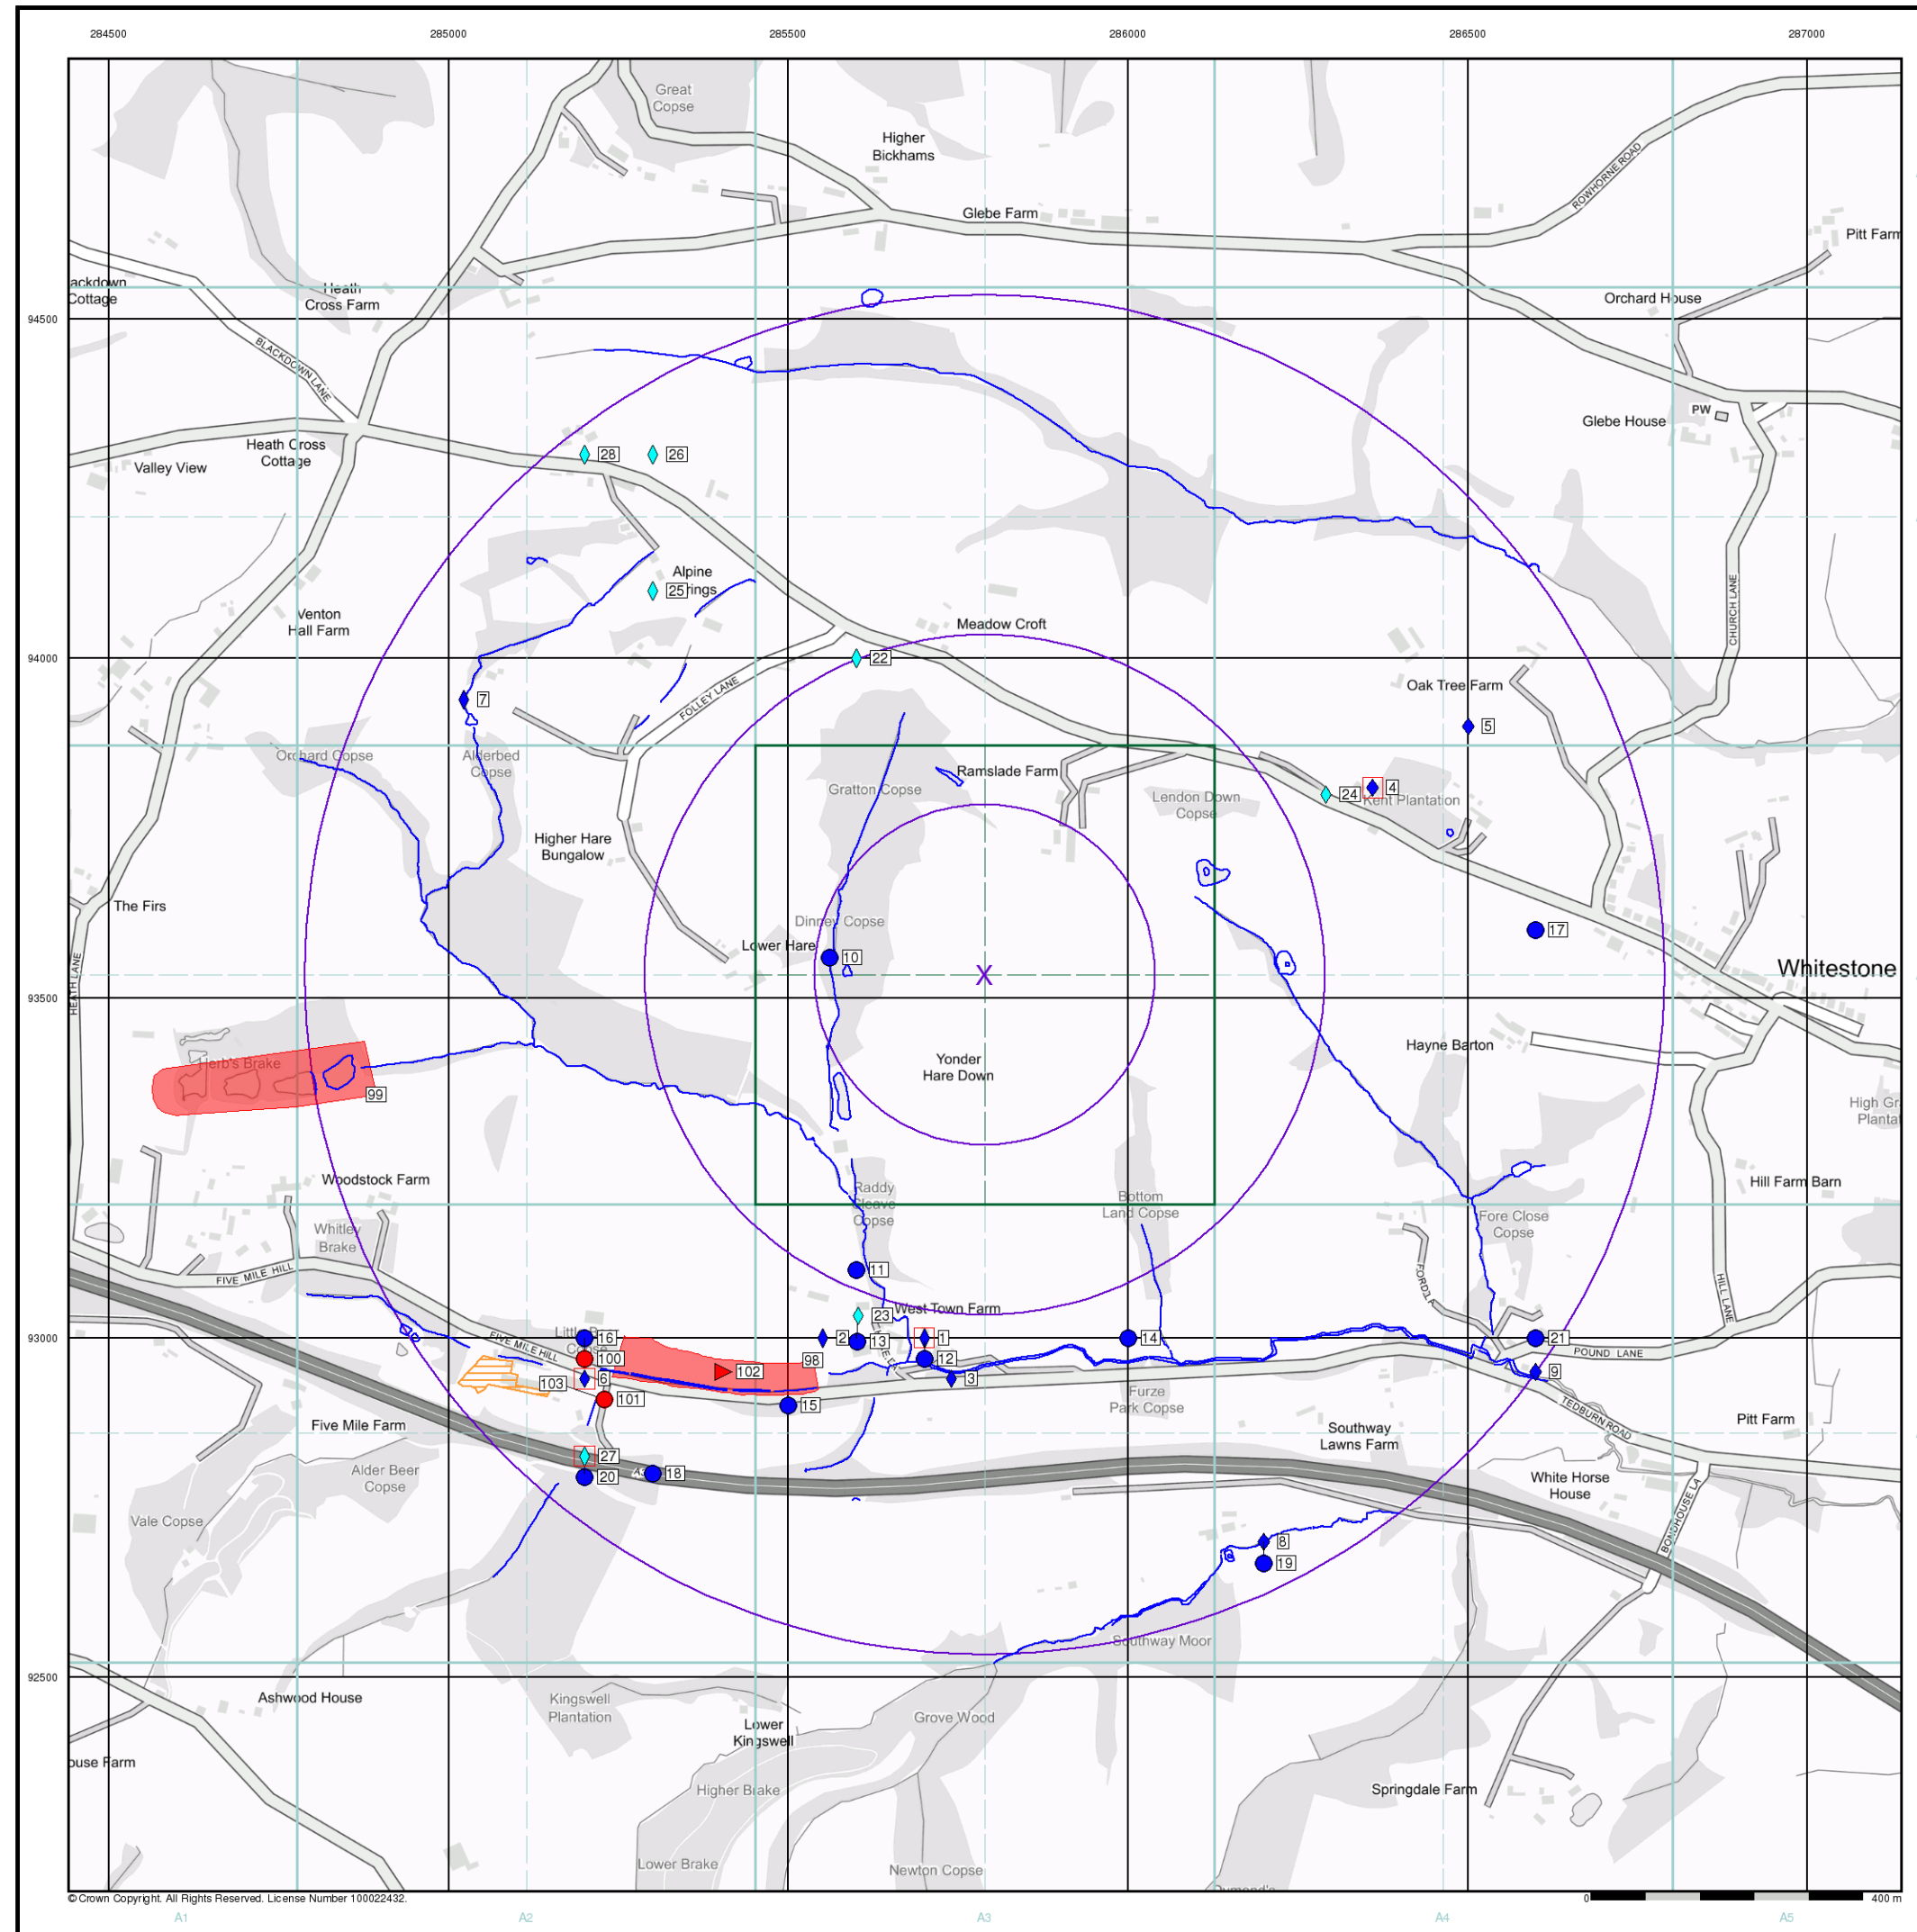 284500 285000 285500 286000 286500 287000
Great
Copse
Higher
Bickhams
ROWHORNE ROAD
Glebe Farm
Pitt Farm
ackdown
Cottage
Heath
Cross Farm
Orchard House
94500
BLACKDOWN LANE
PW
Glebe House
Heath Cross
Cottage
Valley View
28
26
Alpine
25
rings
Venton
Hall Farm
Meadow Croft
CHURCH LANE
94000
22
FOLLEY LANE
Oak Tree Farm
7
5
Orchard Copse
Alderbed
Copse
Ramslade Farm
Gratton Copse
Lendon Down
Copse
24
4
Kent Plantation
Higher Hare
Bungalow
The Firs
Dinney Copse
17
Lower Hare
10
X
Whitestone
HEATH LANE
93500
Hayne Barton
Herb's Brake
99
Yonder
Hare Down
High Gr
Plantat
Woodstock Farm
Raddy
Cleave
Copse
Bottom
Land Copse
Hill Farm Barn
Whitley
Brake
Fore Close
Copse
FIVE MILE HILL
11
HILL LANE
23
West Town Farm
93000
16
2
13
1
14
21
FIVE MILE HILL
100
98
12
POUND LANE
102
103
6
3
9
101
15
Furze
Park Copse
TEDBURN ROAD
Five Mile Farm
Southway
Lawns Farm
Pitt Farm
27
Alder Beer
Copse
20
18
White Horse
House
BONDHOUSE LA
Vale Copse
8
19
Southway Moor
92500
Ashwood House
Kingswell
Plantation
Lower
Kingswell
Grove Wood
ouse Farm
Higher Brake
Springdale Farm
Lower Brake
Newton Copse
© Crown Copyright. All Rights Reserved. License Number 100022432.
0 400 m
A1 A2 A3 A4 A5